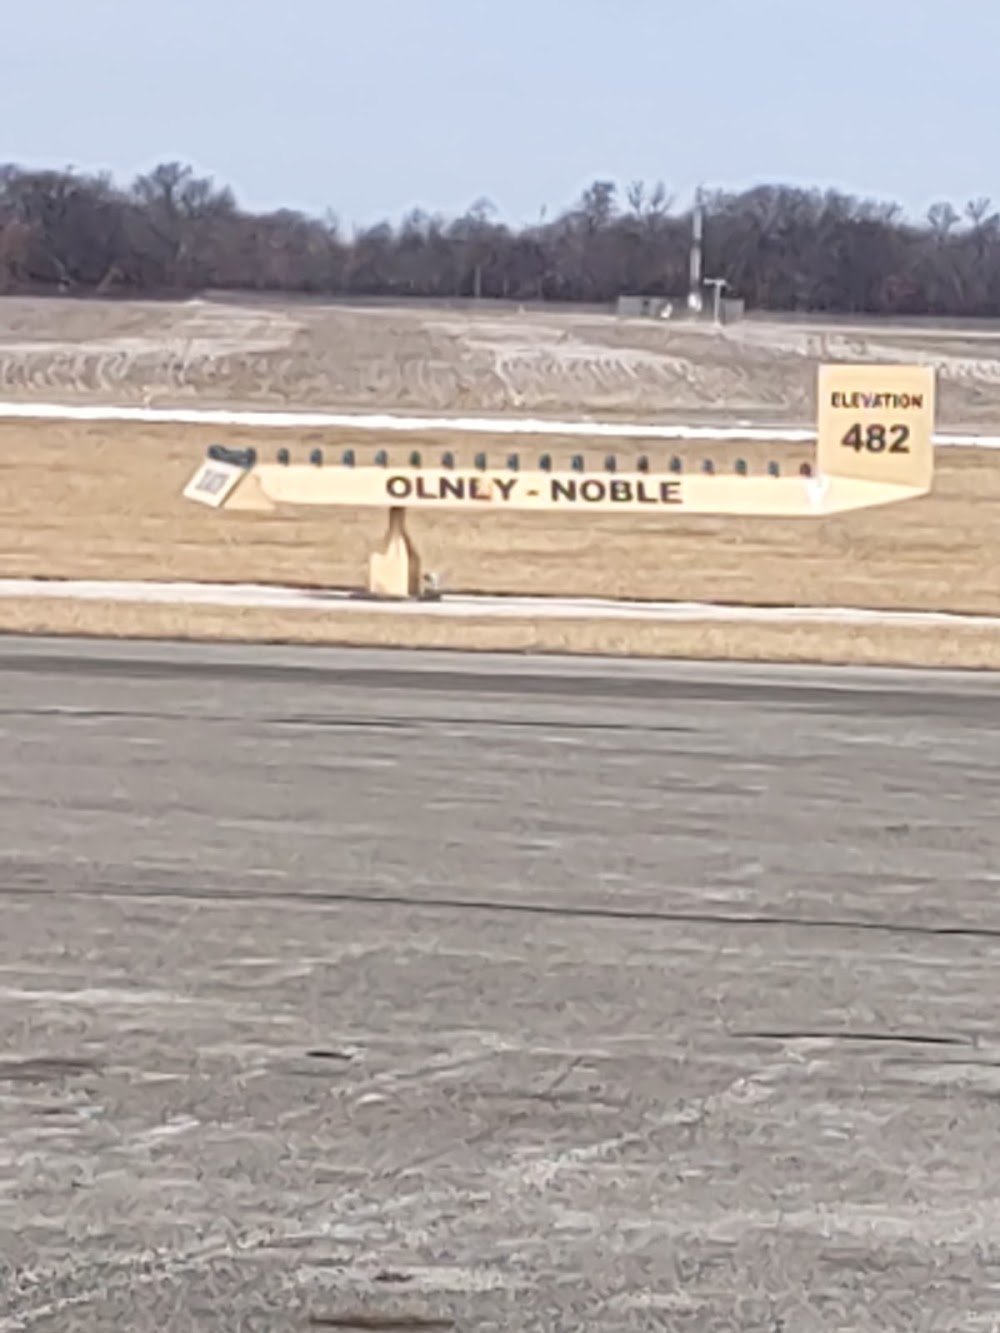 ELEVATION
482
OLNEY - NOBLE